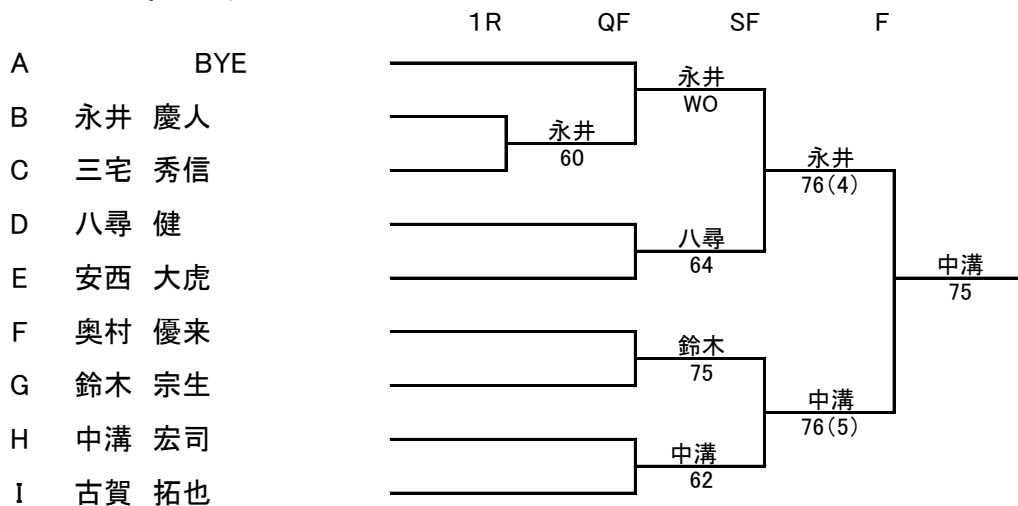 1R QF SF F
A BYE
永井
WO
B 永井 慶人
永井
60
C 三宅 秀信
永井
76(4)
D 八尋 健
八尋
64
E 安西 大虎
中溝
75
F 奥村 優来
鈴木
75
G 鈴木 宗生
中溝
76(5)
H 中溝 宏司
中溝
62
I 古賀 拓也